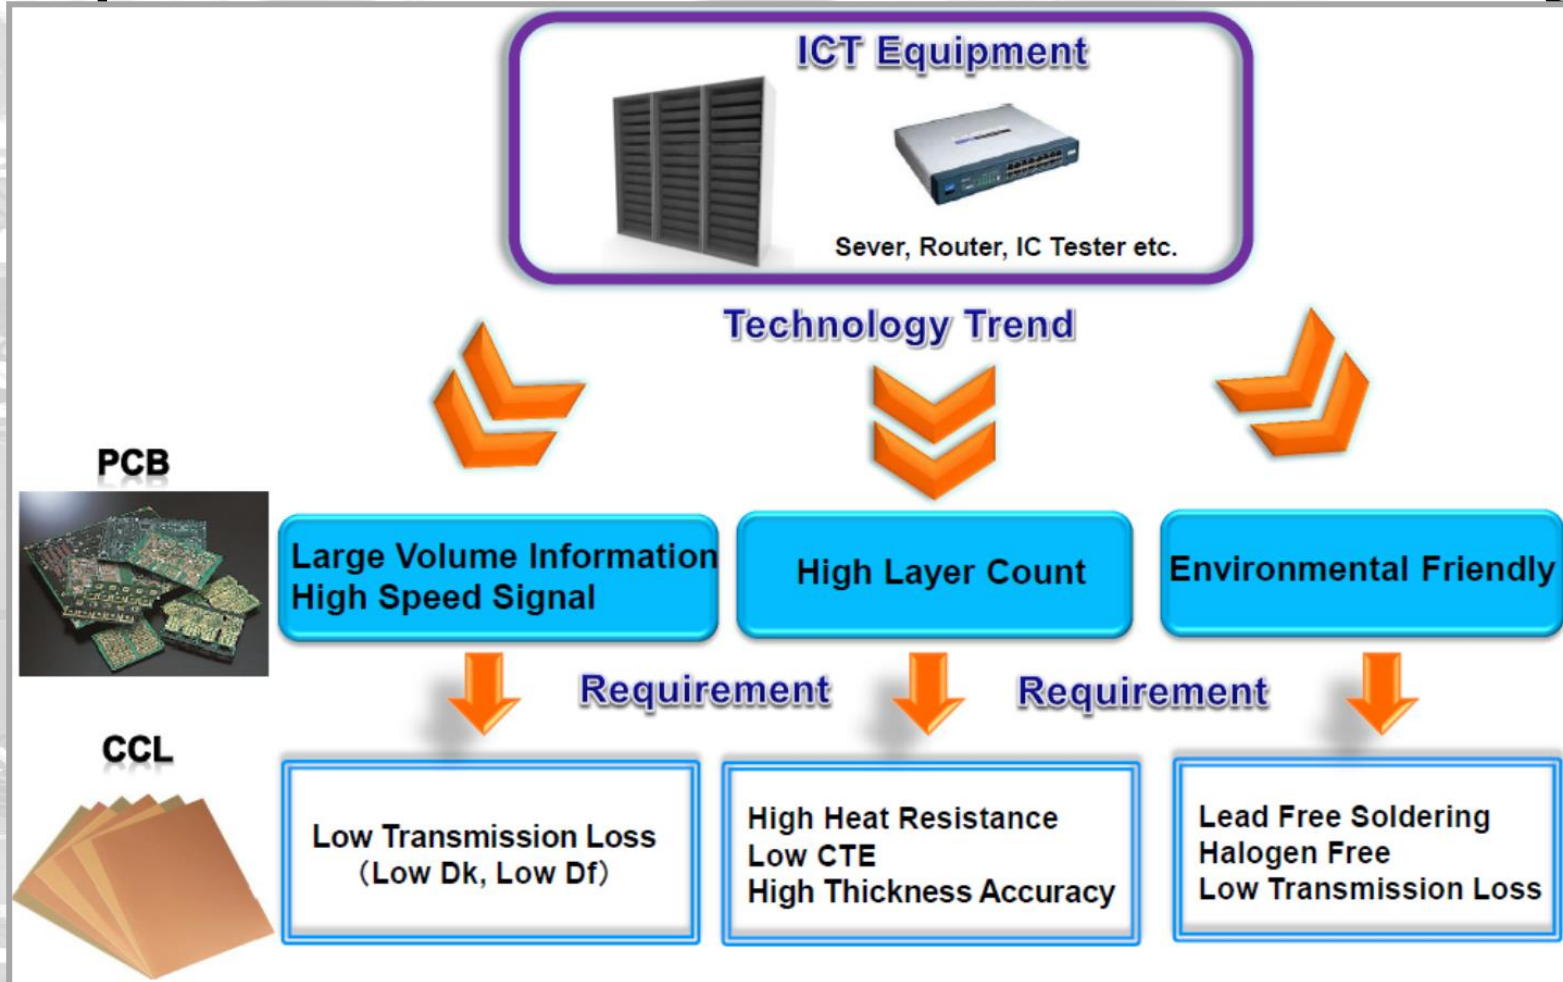 ICT Equipment
Sever, Router, IC Tester etc.
Technology Trend
PCB
Large Volume Information
High Speed Signal
High Layer Count
Environmental Friendly
Requirement
Requirement
CCL
Low Transmission Loss
（Low Dk, Low Df）
High Heat Resistance
Low CTE
High Thickness Accuracy
Lead Free Soldering
Halogen Free
Low Transmission Loss